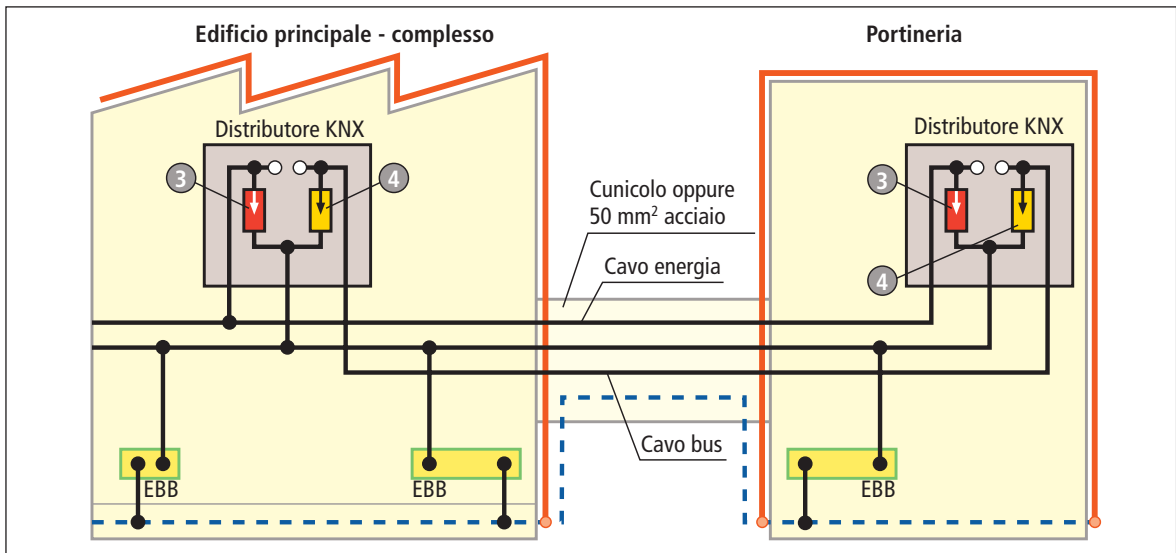 Edificio principale - complesso
Portineria
Distributore KNX
Distributore KNX
3
4
3
4
Cunicolo oppure
50 mm² acciaio
Cavo energia
Cavo bus
EBB
EBB
EBB